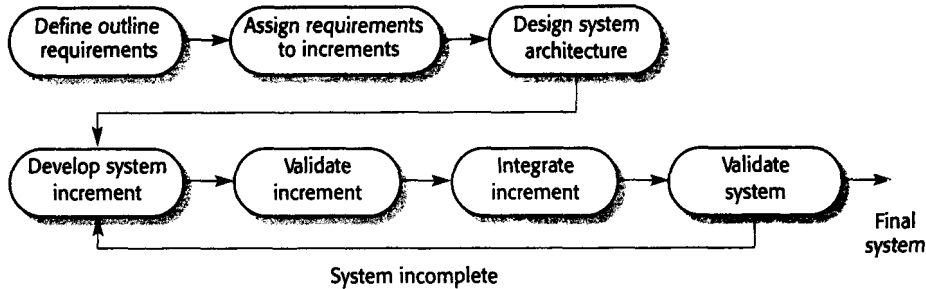 Define outline
requirements
Assign requirements
to increments
Design system
architecture
Develop system
increment
Validate
increment
Integrate
increment
Validate
system
Final
system
System incomplete